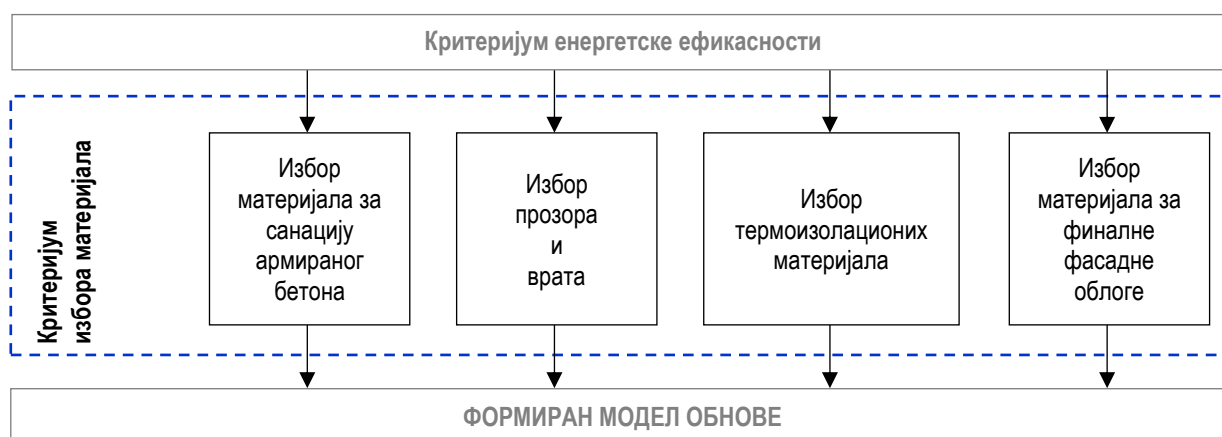 Критеријум енергетске ефикасности
Критеријум
избора материјала
Избор
материјала за
санацију
армираног
бетона
Избор
прозора
и
врата
Избор
термоизолационих
материјала
Избор
материјала за
финалне
фасадне
облоге
ФОРМИРАН МОДЕЛ ОБНОВЕ